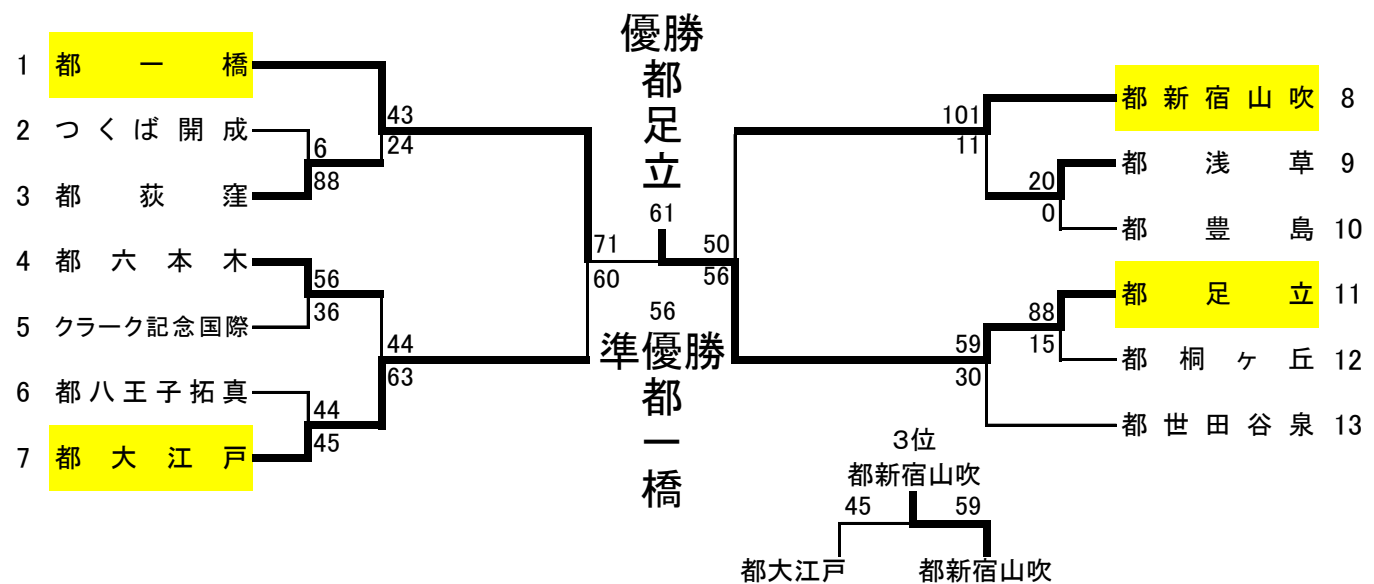 優勝
都足立
1 都一橋
2 つくば開成
3 都荻窪
4 都六本木
5 クラーク記念国際
6 都八王子拓真
7 都大江戸
43
24
6
88
56
36
44
63
44
45
71
60
61
56
50
56
準優勝
都一橋
101
11
20
0
88
15
59
30
都新宿山吹 8
都浅草 9
都豊島 10
都足立 11
都桐ヶ丘 12
都世田谷泉 13
3位
都新宿山吹
45 59
都大江戸 都新宿山吹